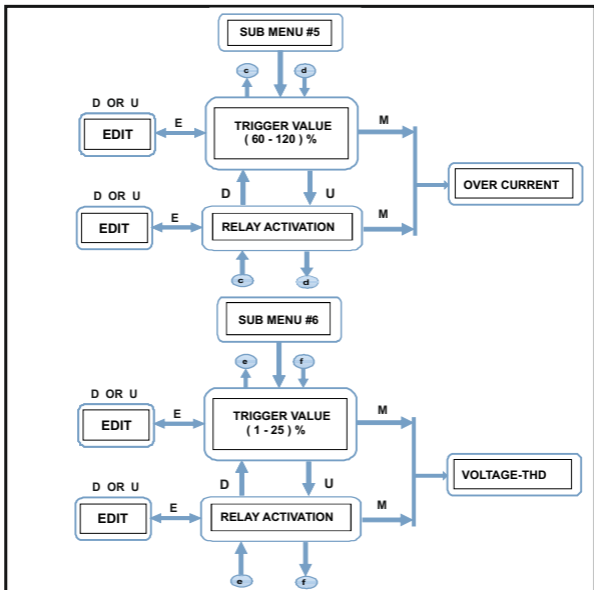 SUB MENU #5
c
d
D OR U
E
M
EDIT
TRIGGER VALUE
( 60 - 120 ) %
OVER CURRENT
D
U
D OR U
E
M
EDIT
RELAY ACTIVATION
c
d
SUB MENU #6
e
f
D OR U
E
M
EDIT
TRIGGER VALUE
( 1 - 25 ) %
VOLTAGE-THD
D
U
D OR U
E
M
EDIT
RELAY ACTIVATION
e
f